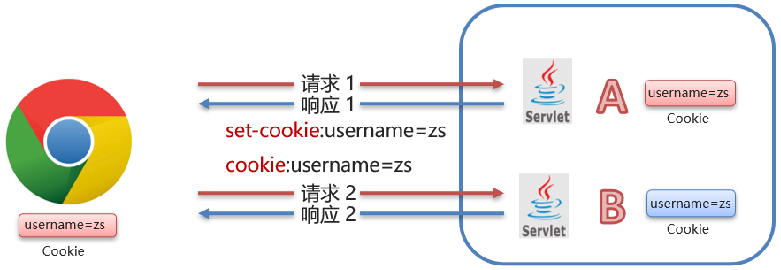 请求 1
响应 1
set-cookie:username=zs
cookie:username=zs
请求 2
响应 2
username=zs
Cookie
Servlet
A
username=zs
Cookie
Servlet
B
username=zs
Cookie